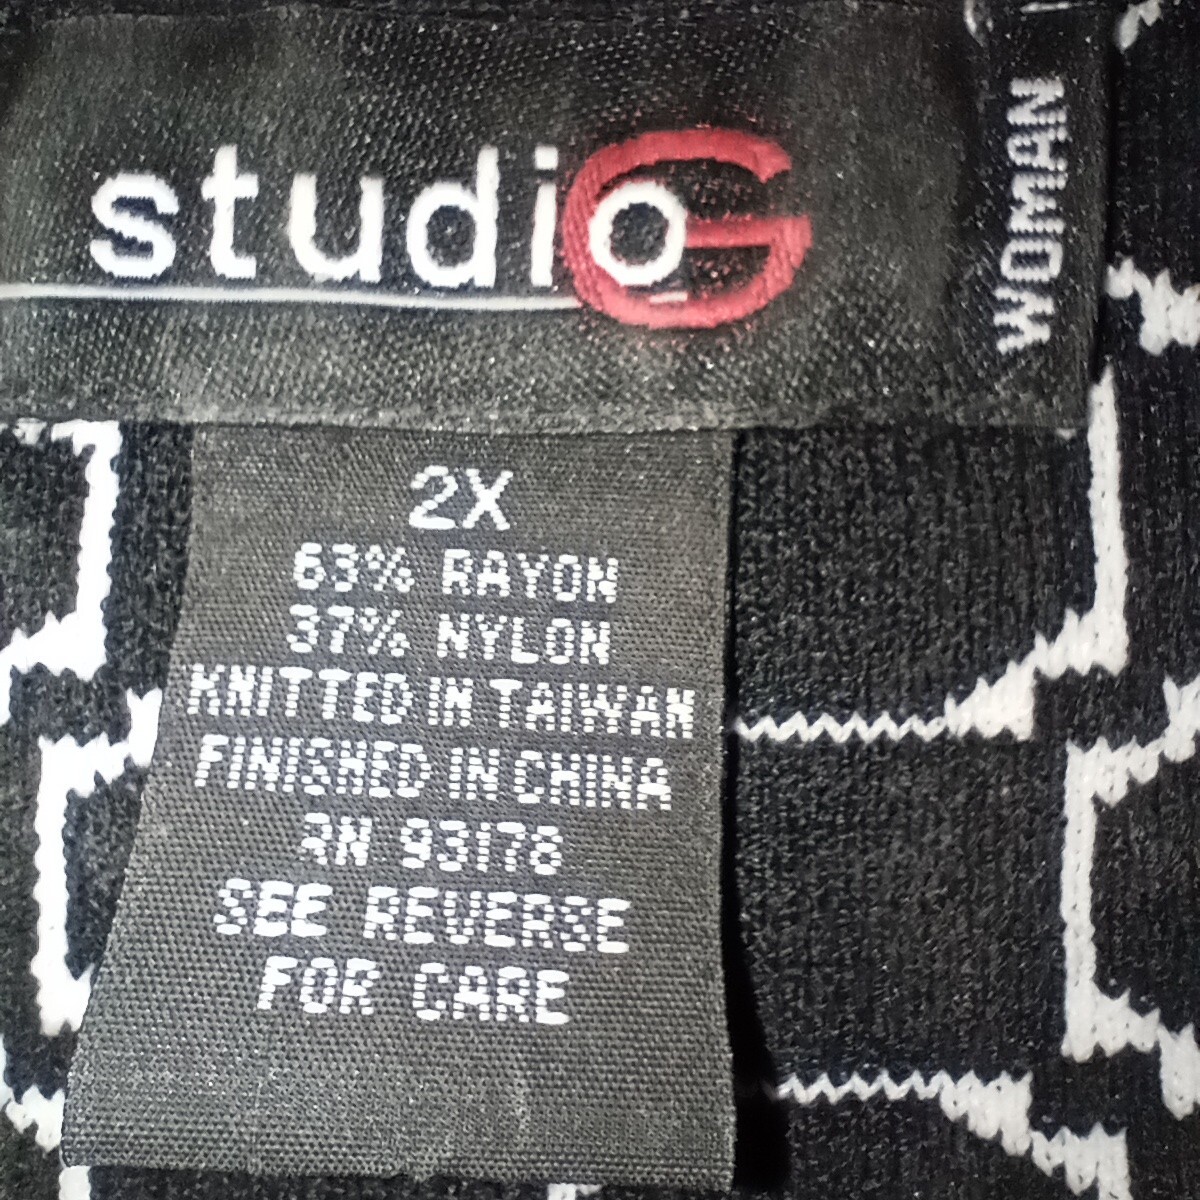 studio G
WOMAN
2X
63% RAYON
37% NYLON
KNITTED IN TAIWAN
FINISHED IN CHINA
RN 93178
SEE REVERSE
FOR CARE